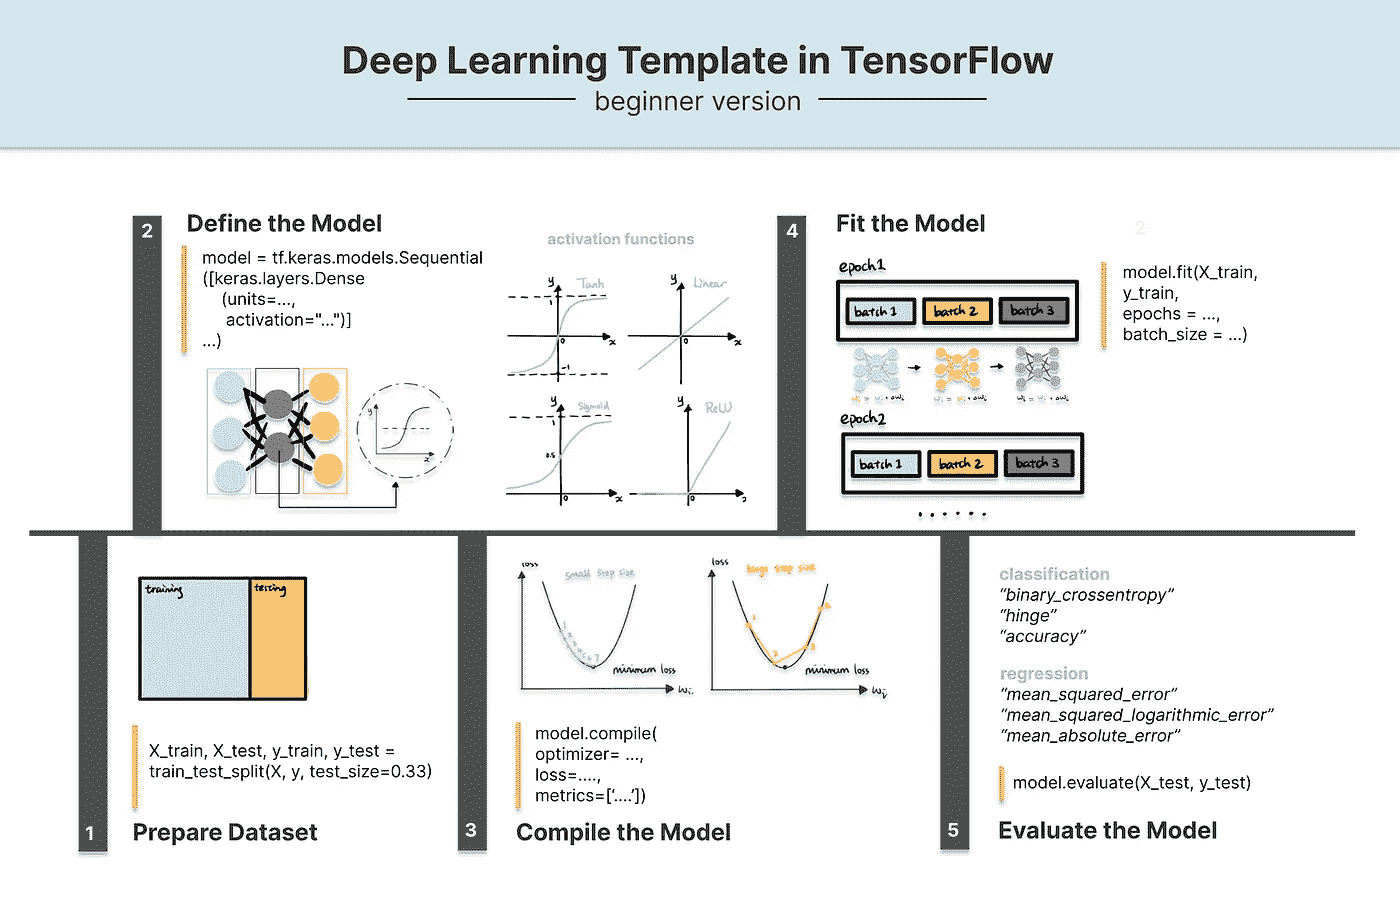 Deep Learning Template in TensorFlow
beginner version
2
Define the Model
model = tf.keras.models.Sequential
([keras.layers.Dense
(units=...,
activation="...")]
...)
y
x
activation functions
y
Tanh
1
0
x
-1
y
Linear
0
x
y
Sigmoid
1
0.5
0
x
y
ReLU
0
x
4
Fit the Model
2
epoch1
batch 1
batch 2
batch 3
epoch2
batch 1
batch 2
batch 3
......
model.fit(X_train,
y_train,
epochs = ...,
batch_size = ...)
training
testing
X_train, X_test, y_train, y_test =
train_test_split(X, y, test_size=0.33)
1
Prepare Dataset
loss
small step size
minimum loss
wi
loss
large step size
minimum loss
wi
model.compile(
optimizer= ...,
loss=....,
metrics=['....'])
3
Compile the Model
classification
“binary_crossentropy”
“hinge”
“accuracy”
regression
“mean_squared_error”
“mean_squared_logarithmic_error”
“mean_absolute_error”
model.evaluate(X_test, y_test)
5
Evaluate the Model